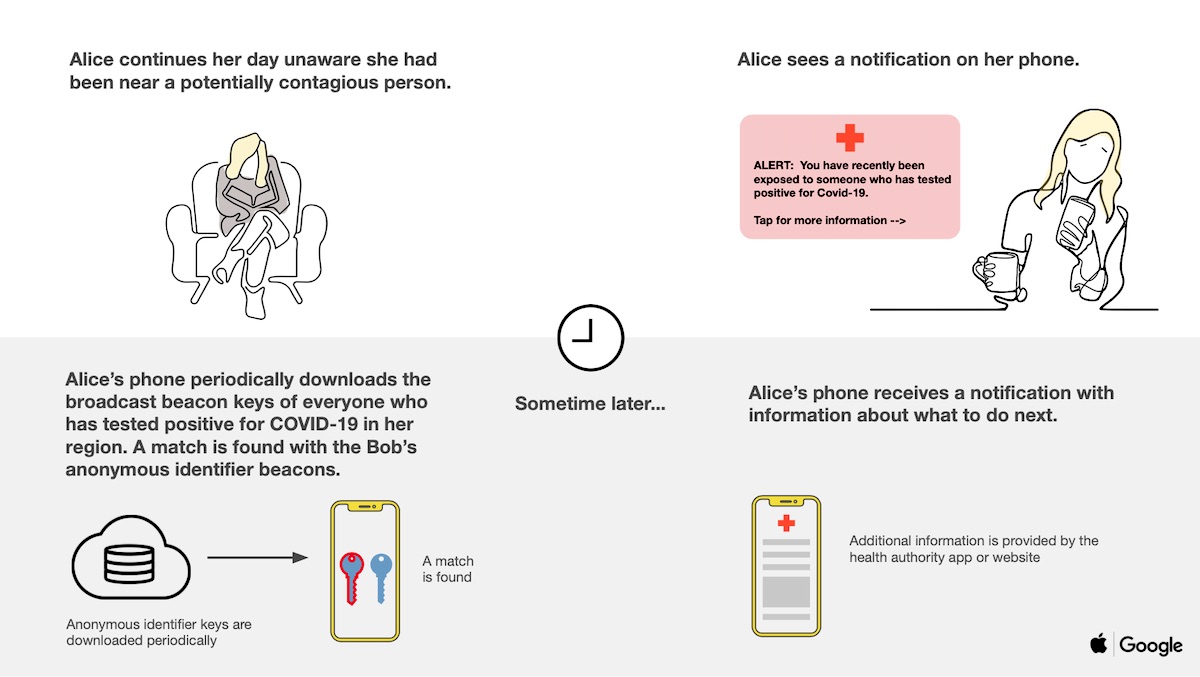 Alice continues her day unaware she had
been near a potentially contagious person.
Alice sees a notification on her phone.
ALERT:  You have recently been
exposed to someone who has tested
positive for Covid-19.
Tap for more information -->
Alice’s phone periodically downloads the
broadcast beacon keys of everyone who
has tested positive for COVID-19 in her
region. A match is found with the Bob’s
anonymous identifier beacons.
Anonymous identifier keys are
downloaded periodically
A match
is found
Sometime later...
Alice’s phone receives a notification with
information about what to do next.
Additional information is provided by the
health authority app or website
Google